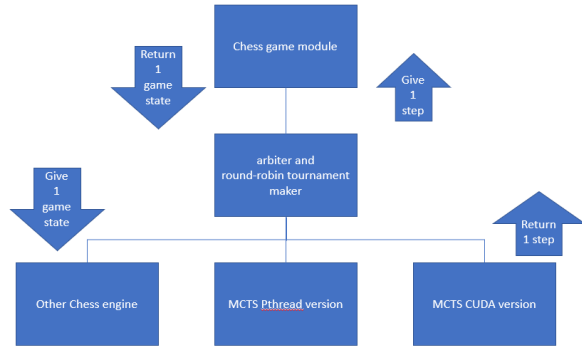 Chess game module
Return
1
game
state
Give
1
step
arbiter and
round-robin tournament
maker
Give
1
game
state
Return
1 step
Other Chess engine
MCTS Pthread version
MCTS CUDA version